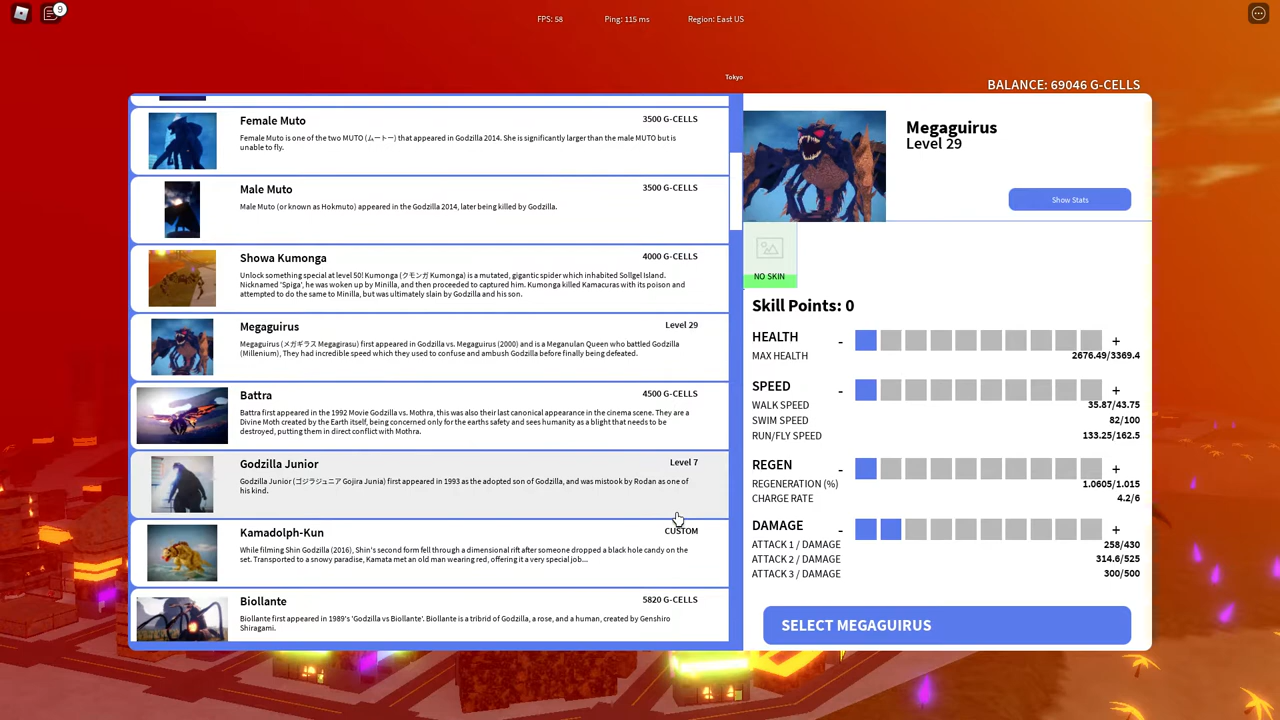 9
FPS: 58
Ping: 115 ms
Region: East US
Tokyo
BALANCE: 69046 G-CELLS
Female Muto
3500 G-CELLS
Female Muto is one of the two MUTO (ムートー) that appeared in Godzilla 2014. She is significantly larger than the male MUTO but is
unable to fly.
Male Muto
3500 G-CELLS
Male Muto (or known as Hokmuto) appeared in the Godzilla 2014, later being killed by Godzilla.
Showa Kumonga
4000 G-CELLS
Unlock something special at level 50! Kumonga (クモンガ Kumonga) is a mutated, gigantic spider which inhabited Sollgel Island.
Nicknamed 'Spiga', he was woken up by Minilla, and then proceeded to captured him. Kumonga killed Kamacuras with its poison and
attempted to do the same to Minilla, but was ultimately slain by Godzilla and his son.
Megaguirus
Level 29
Megaguirus (メガギラス Megagirasu) first appeared in Godzilla vs. Megaguirus (2000) and is a Meganulan Queen who battled Godzilla
(Millenium), They had incredible speed which they used to confuse and ambush Godzilla before finally being defeated.
Battra
4500 G-CELLS
Battra first appeared in the 1992 Movie Godzilla vs. Mothra, this was also their last canonical appearance in the cinema scene. They are a
Divine Moth created by the Earth itself, being concerned only for the earths safety and sees humanity as a blight that needs to be
destroyed, putting them in direct conflict with Mothra.
Godzilla Junior
Level 7
Godzilla Junior (ゴジラジュニア Gojira Junia) first appeared in 1993 as the adopted son of Godzilla, and was mistook by Rodan as one of
his kind.
Kamadolph-Kun
CUSTOM
While filming Shin Godzilla (2016), Shin's second form fell through a dimensional rift after someone dropped a black hole candy on the
set. Transported to a snowy paradise, Kamata met an old man wearing red, offering it a very special job...
Biollante
5820 G-CELLS
Biollante first appeared in 1989's 'Godzilla vs Biollante'. Biollante is a tribrid of Godzilla, a rose, and a human, created by Genshiro
Shiragami.
Megaguirus
Level 29
Show Stats
NO SKIN
Skill Points: 0
HEALTH
- +
MAX HEALTH
2676.49/3369.4
SPEED
- +
WALK SPEED
35.87/43.75
SWIM SPEED
82/100
RUN/FLY SPEED
133.25/162.5
REGEN
- +
REGENERATION (%)
1.0605/1.015
CHARGE RATE
4.2/6
DAMAGE
- +
ATTACK 1 / DAMAGE
258/430
ATTACK 2 / DAMAGE
314.6/525
ATTACK 3 / DAMAGE
300/500
SELECT MEGAGUIRUS